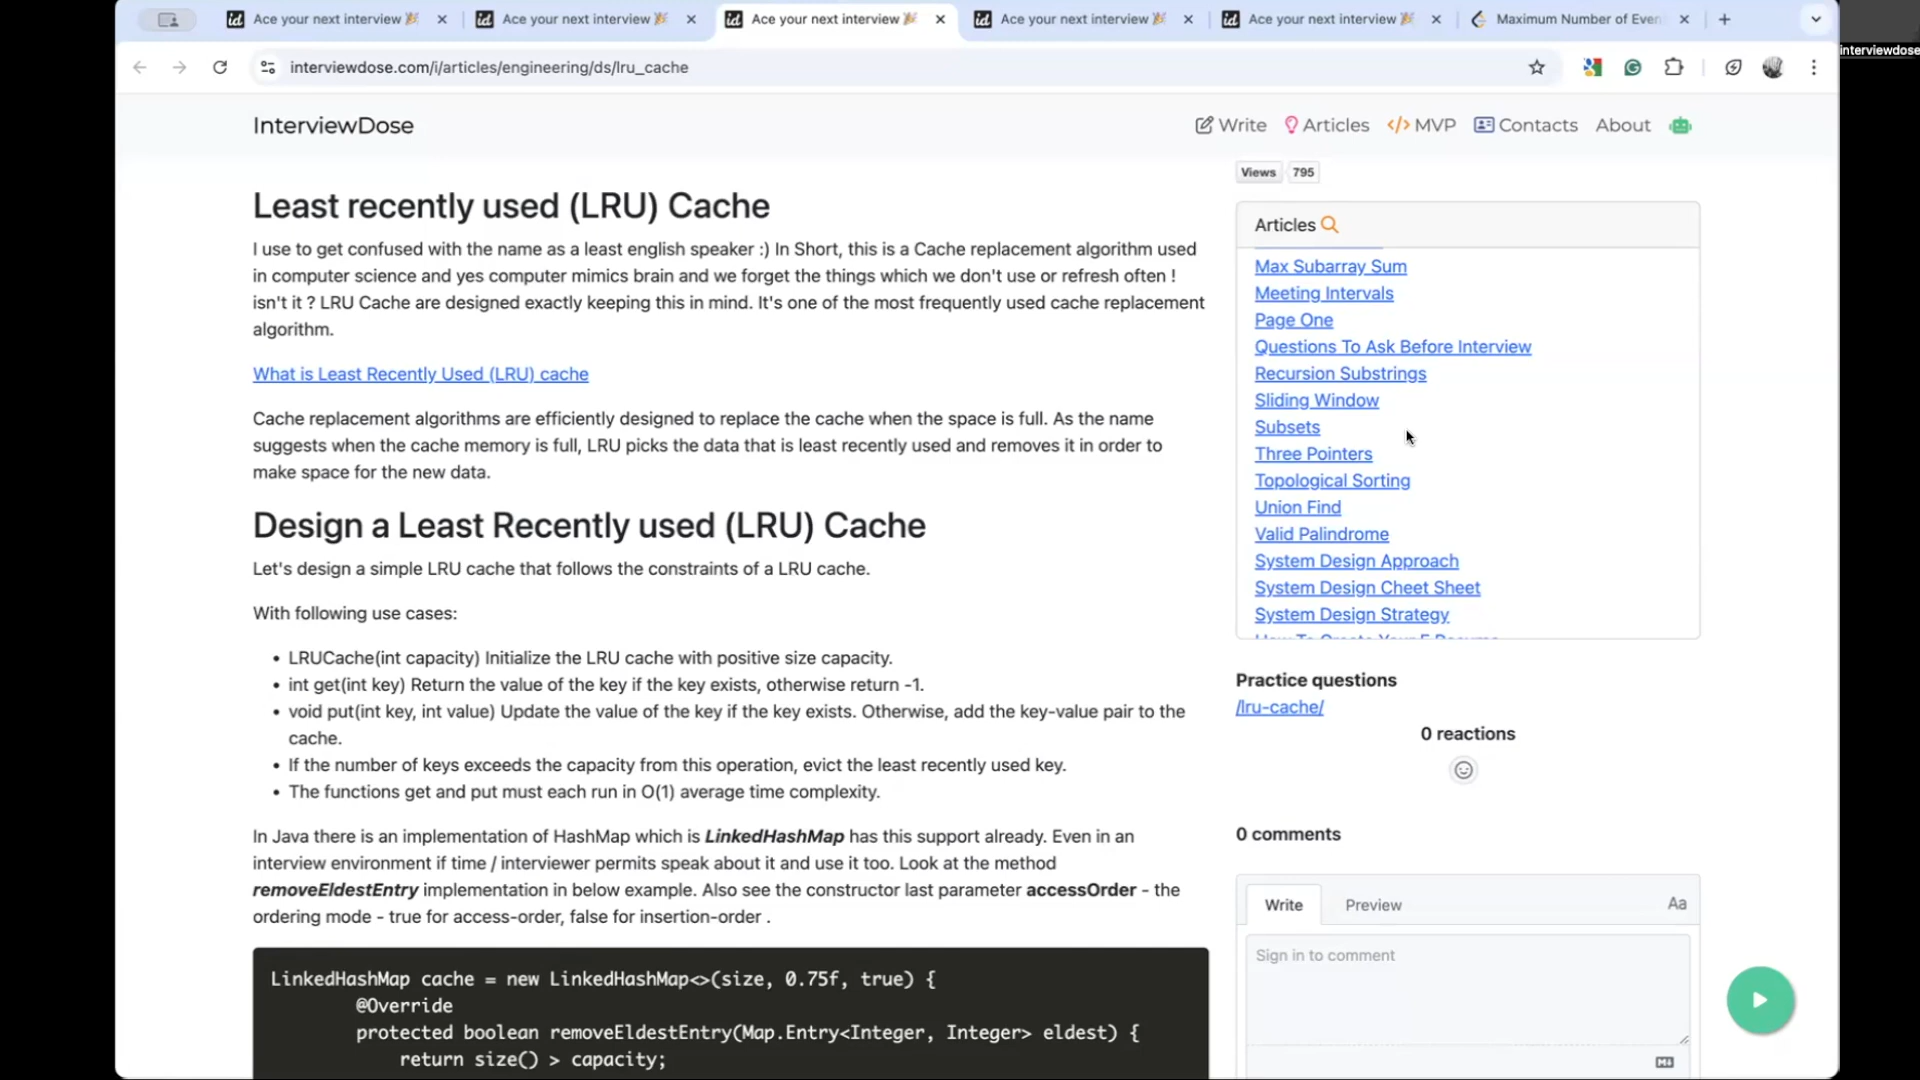 Ace your next interview 🎉
Ace your next interview 🎉
Ace your next interview 🎉
Ace your next interview 🎉
Ace your next interview 🎉
Maximum Number of Even
interviewdose
interviewdose.com/i/articles/engineering/ds/lru_cache
InterviewDose
Write
Articles
MVP
Contacts
About
Least recently used (LRU) Cache
I use to get confused with the name as a least english speaker :) In Short, this is a Cache replacement algorithm used
in computer science and yes computer mimics brain and we forget the things which we don't use or refresh often !
isn't it ? LRU Cache are designed exactly keeping this in mind. It's one of the most frequently used cache replacement
algorithm.
What is Least Recently Used (LRU) cache
Cache replacement algorithms are efficiently designed to replace the cache when the space is full. As the name
suggests when the cache memory is full, LRU picks the data that is least recently used and removes it in order to
make space for the new data.
Design a Least Recently used (LRU) Cache
Let's design a simple LRU cache that follows the constraints of a LRU cache.
With following use cases:
• LRUCache(int capacity) Initialize the LRU cache with positive size capacity.
• int get(int key) Return the value of the key if the key exists, otherwise return -1.
• void put(int key, int value) Update the value of the key if the key exists. Otherwise, add the key-value pair to the
cache.
• If the number of keys exceeds the capacity from this operation, evict the least recently used key.
• The functions get and put must each run in O(1) average time complexity.
In Java there is an implementation of HashMap which is LinkedHashMap has this support already. Even in an
interview environment if time / interviewer permits speak about it and use it too. Look at the method
removeEldestEntry implementation in below example. Also see the constructor last parameter accessOrder - the
ordering mode - true for access-order, false for insertion-order .
LinkedHashMap cache = new LinkedHashMap<>(size, 0.75f, true) {
@Override
protected boolean removeEldestEntry(Map.Entry<Integer, Integer> eldest) {
return size() > capacity;
Views 795
Articles
Max Subarray Sum
Meeting Intervals
Page One
Questions To Ask Before Interview
Recursion Substrings
Sliding Window
Subsets
Three Pointers
Topological Sorting
Union Find
Valid Palindrome
System Design Approach
System Design Cheet Sheet
System Design Strategy
Practice questions
/lru-cache/
0 reactions
0 comments
Write
Preview
Aa
Sign in to comment